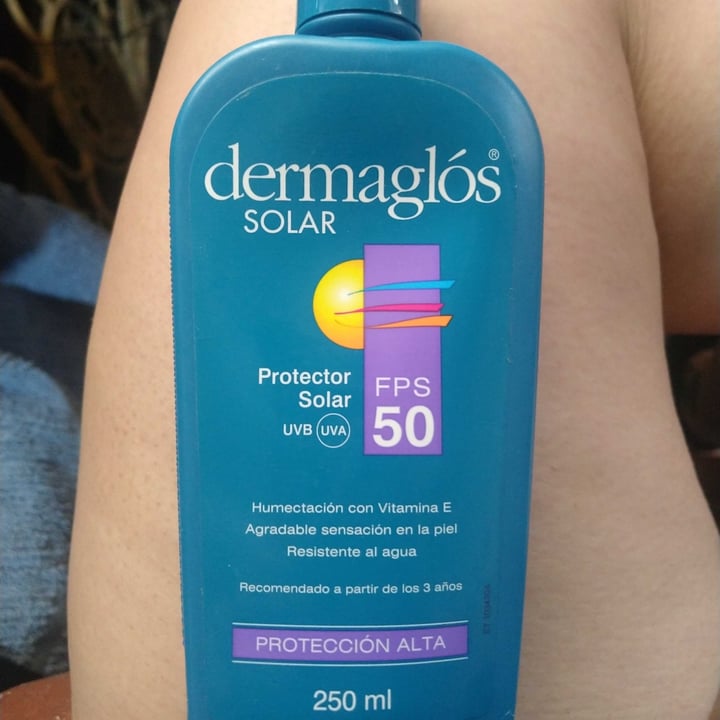 dermaglós®
SOLAR
Protector
Solar
UVB UVA
FPS
50
Humectación con Vitamina E
Agradable sensación en la piel
Resistente al agua
Recomendado a partir de los 3 años
PROTECCIÓN ALTA
250 ml